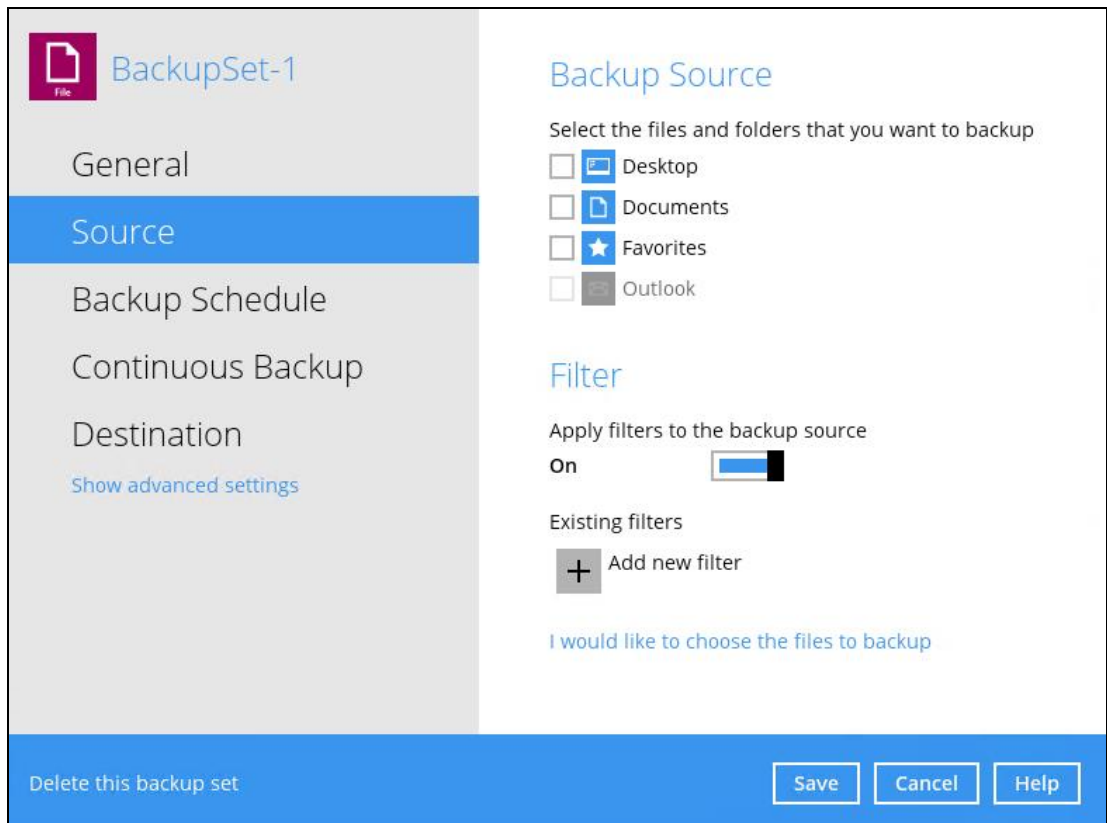 File
BackupSet-1
General
Source
Backup Schedule
Continuous Backup
Destination
Show advanced settings
Backup Source
Select the files and folders that you want to backup
Desktop
Documents
Favorites
Outlook
Filter
Apply filters to the backup source
On
Existing filters
Add new filter
I would like to choose the files to backup
Delete this backup set
Save
Cancel
Help